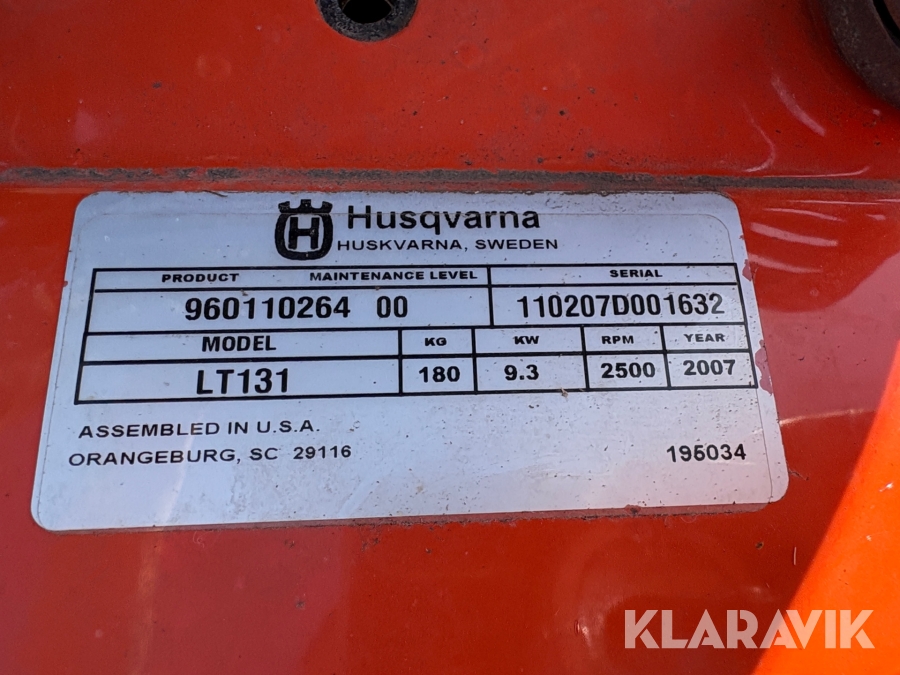 H Husqvarna
HUSKVARNA, SWEDEN
PRODUCT MAINTENANCE LEVEL SERIAL
960110264 00 110207D001632
MODEL KG KW RPM YEAR
LT131 180 9.3 2500 2007
ASSEMBLED IN U.S.A.
ORANGEBURG, SC 29116 195034
KLARAVIK